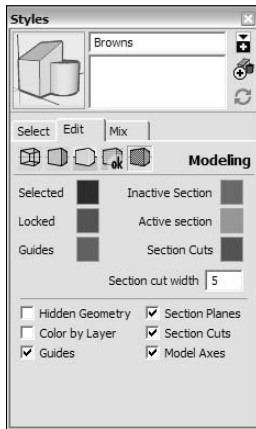 Styles
Browns
Select Edit Mix
ok Modeling
Selected Inactive Section
Locked Active section
Guides Section Cuts
Section cut width 5
Hidden Geometry Section Planes
Color by Layer Section Cuts
Guides Model Axes